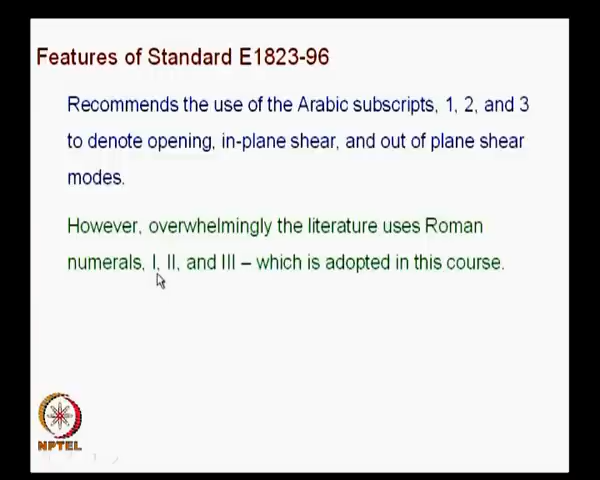 Features of Standard E1823-96
Recommends the use of the Arabic subscripts, 1, 2, and 3
to denote opening, in-plane shear, and out of plane shear
modes.
However, overwhelmingly the literature uses Roman
numerals, I, II, and III – which is adopted in this course.
NPTEL